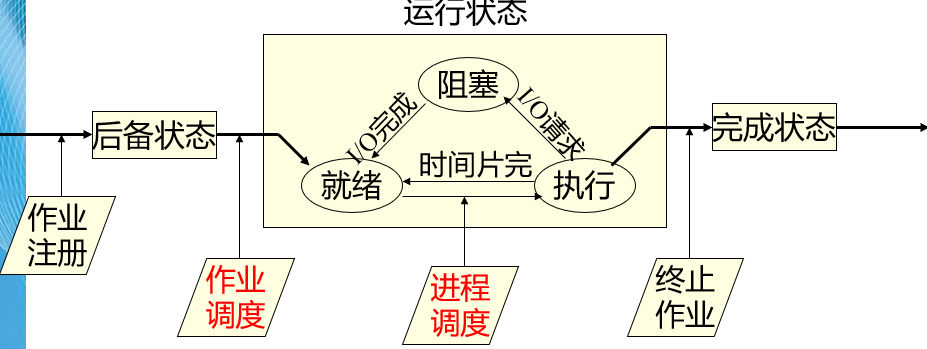 运行状态
阻塞
I/O完成
I/O请求
后备状态
完成状态
时间片完
就绪
执行
作业
注册
作业
调度
进程
调度
终止
作业